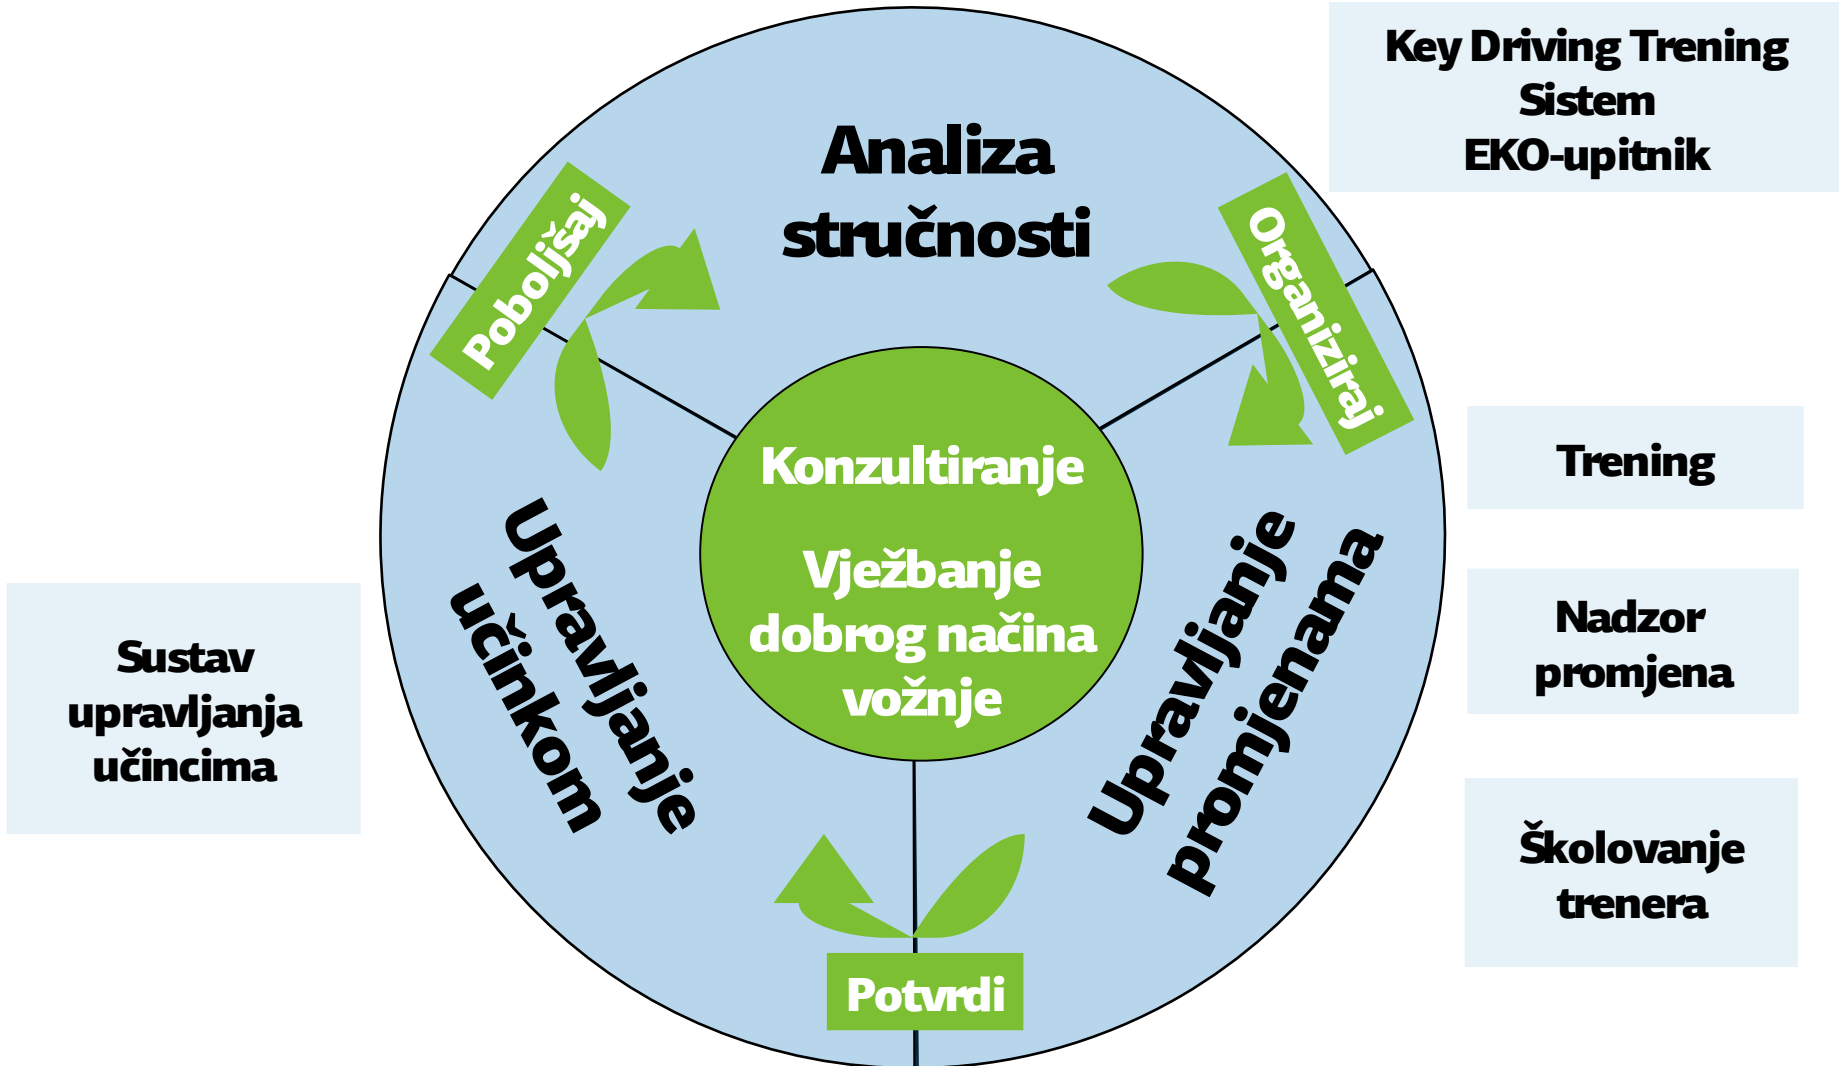 Key Driving Trening
Sistem
EKO-upitnik
Analiza
stručnosti
Poboljšaj
Organiziraj
Konzultiranje
Vježbanje
dobrog načina
vožnje
Upravljanje
učinkom
Upravljanje
promjenama
Potvrdi
Trening
Nadzor
promjena
Školovanje
trenera
Sustav
upravljanja
učincima